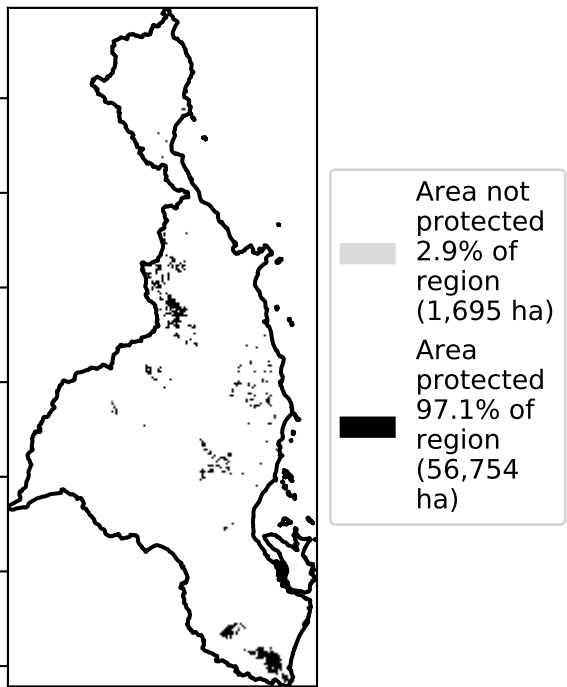 Area not
protected
2.9% of
region
(1,695 ha)
Area
protected
97.1% of
region
(56,754
ha)